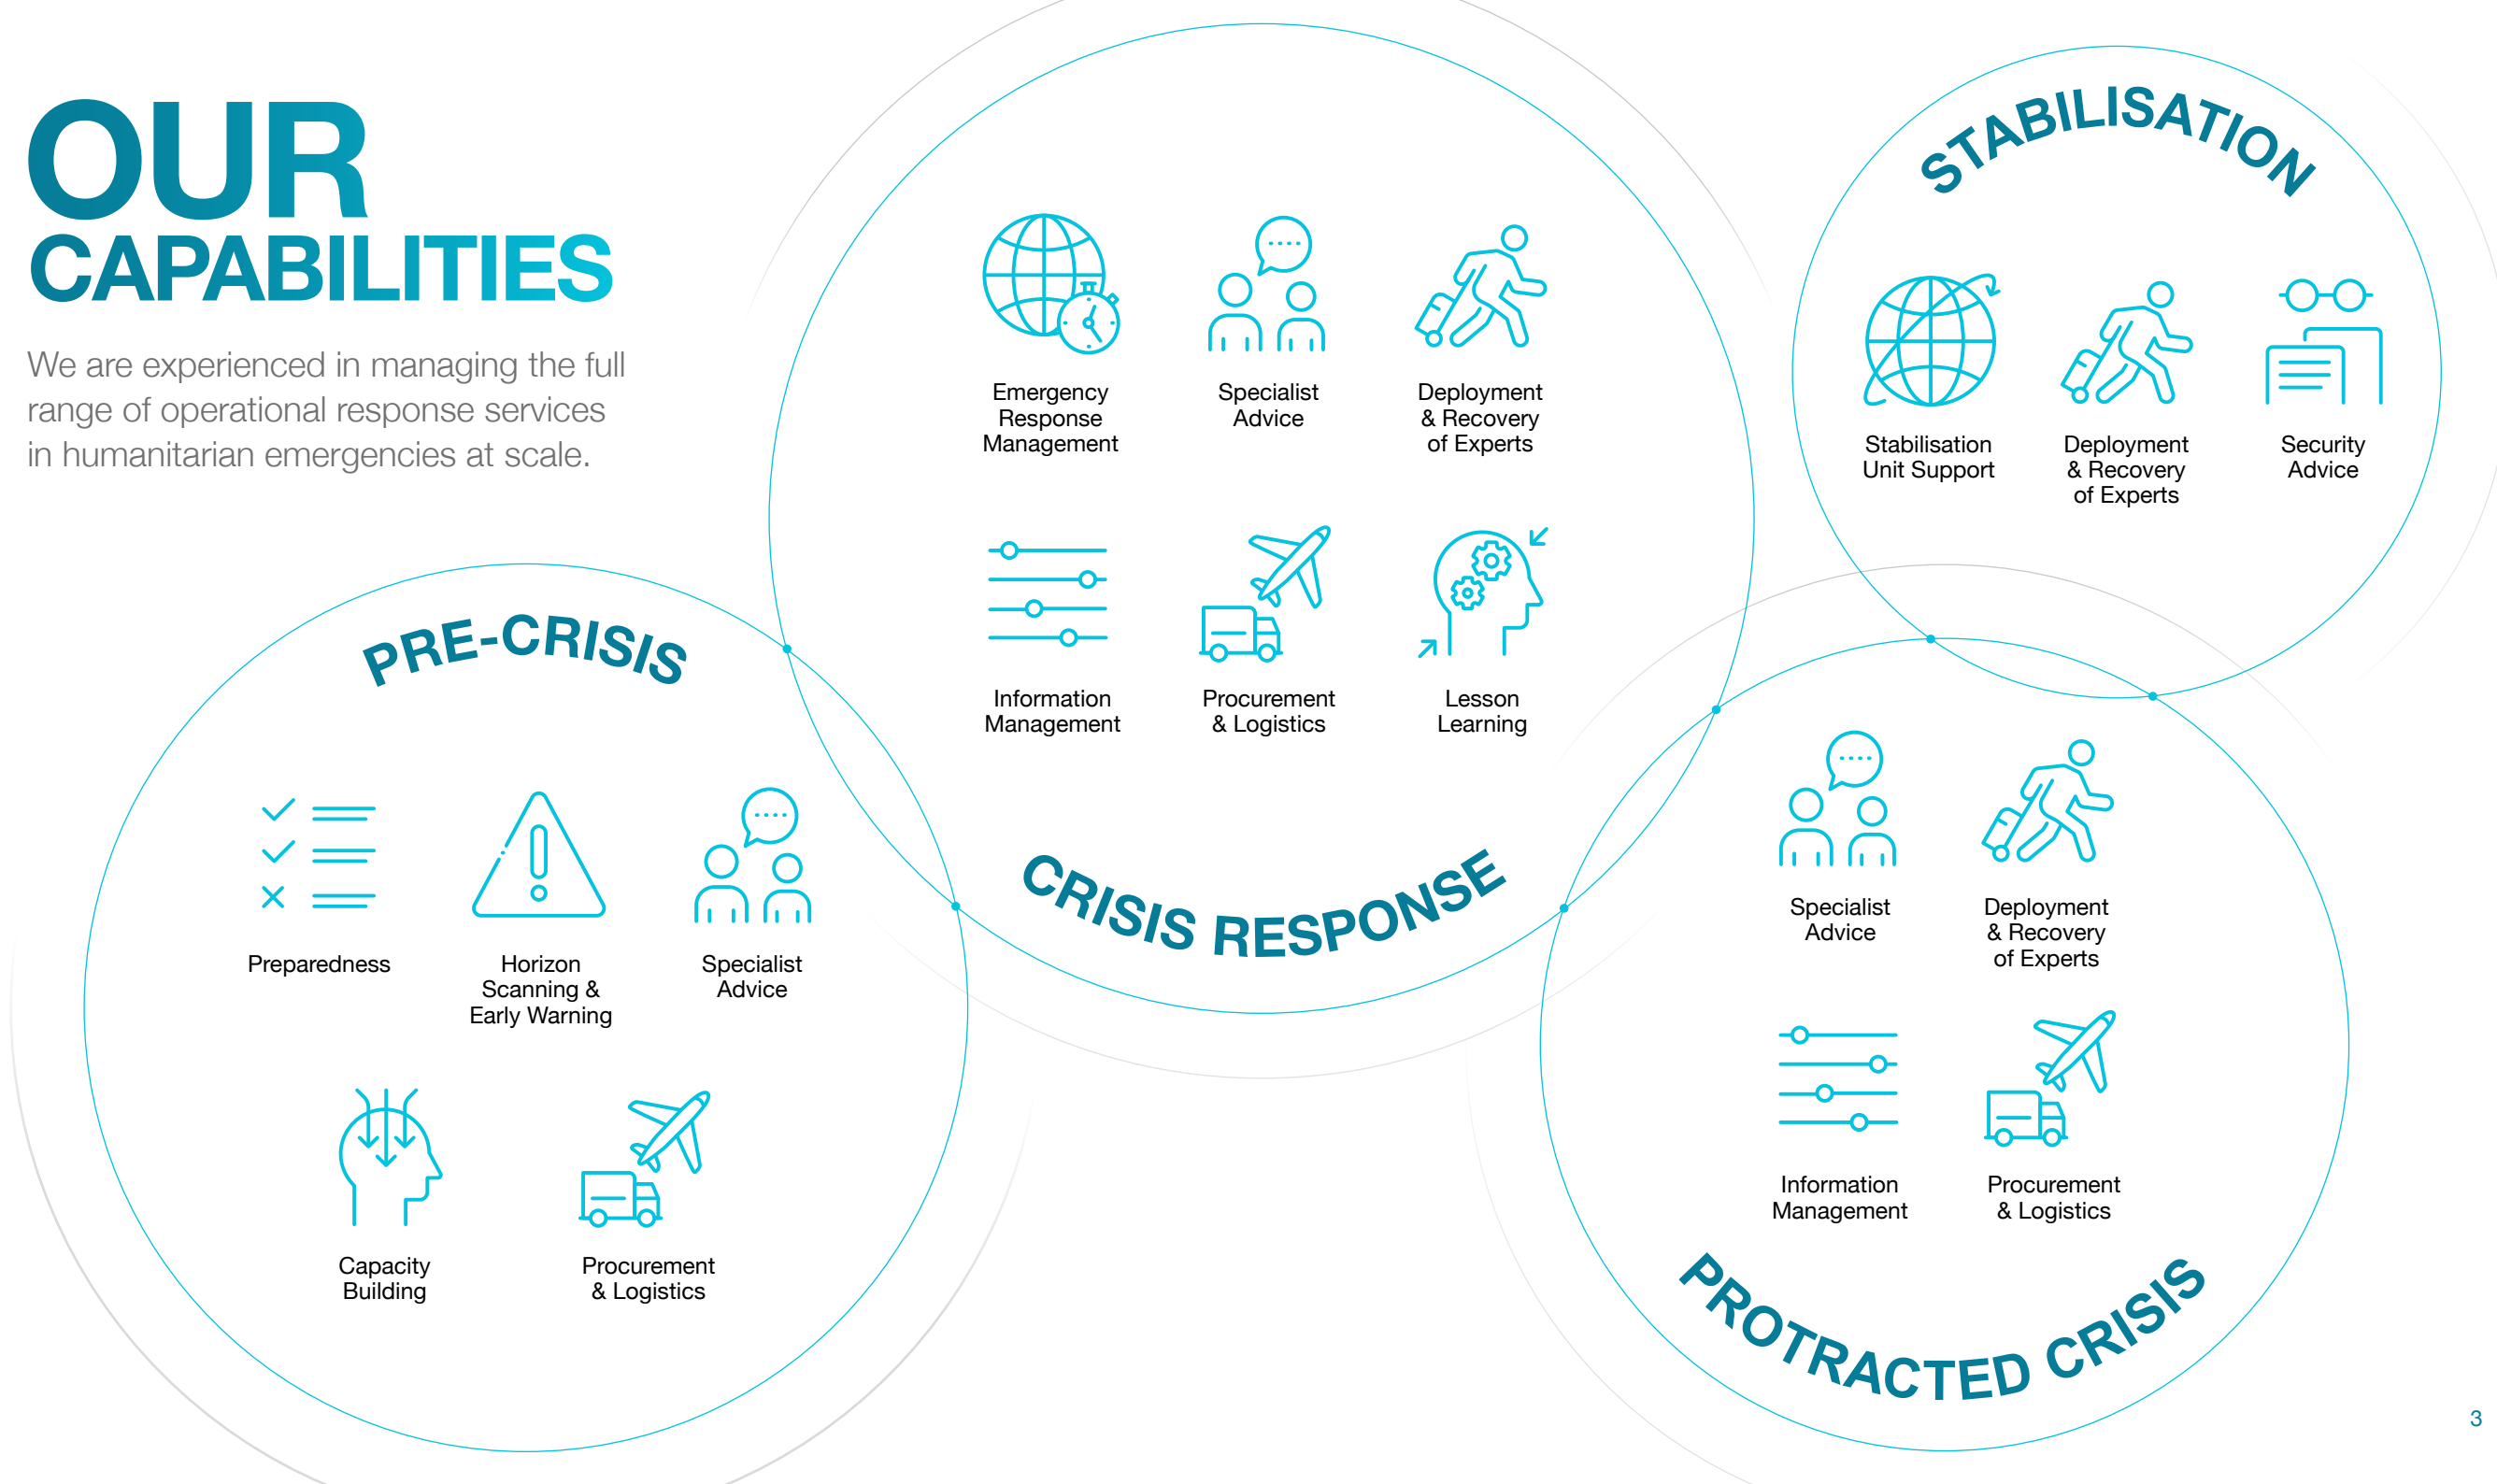 OUR
CAPABILITIES
We are experienced in managing the full
range of operational response services
in humanitarian emergencies at scale.
PRE-CRISIS
Preparedness
Horizon
Scanning &
Early Warning
Specialist
Advice
Capacity
Building
Procurement
& Logistics
Emergency
Response
Management
Specialist
Advice
Deployment
& Recovery
of Experts
Information
Management
Procurement
& Logistics
Lesson
Learning
CRISIS RESPONSE
STABILISATION
Stabilisation
Unit Support
Deployment
& Recovery
of Experts
Security
Advice
Specialist
Advice
Deployment
& Recovery
of Experts
Information
Management
Procurement
& Logistics
PROTRACTED CRISIS
3